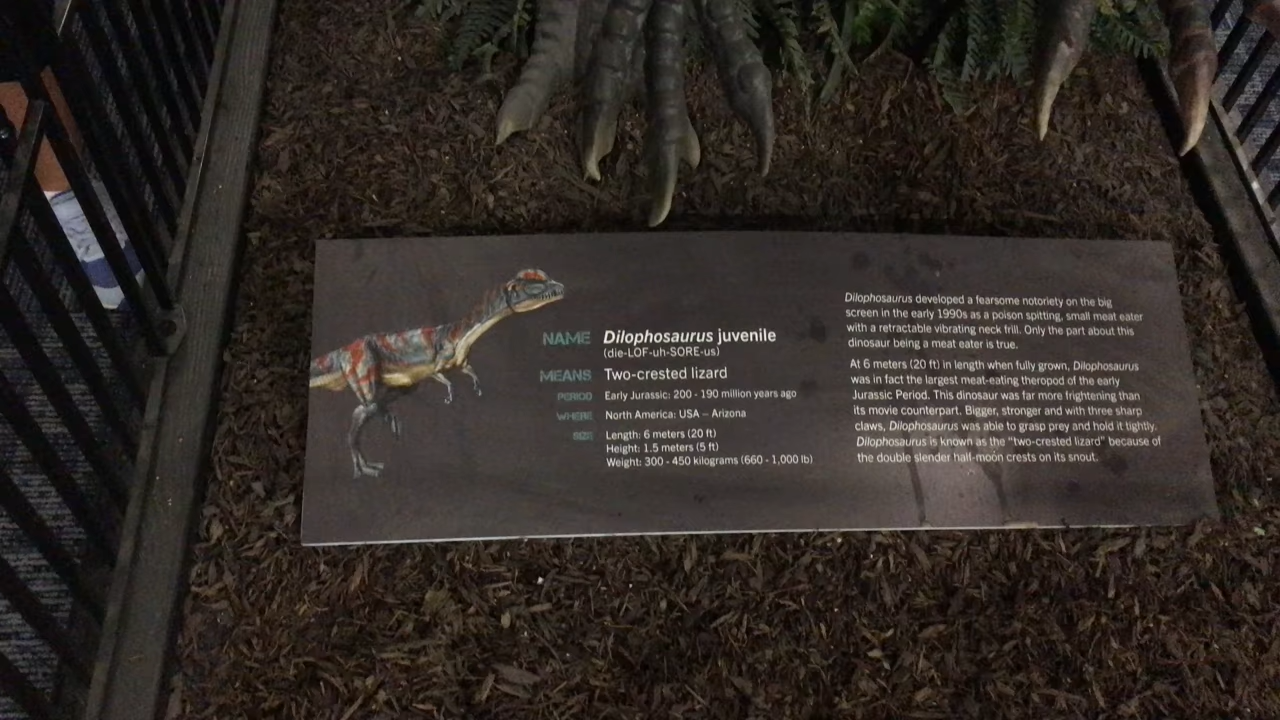 NAME Dilophosaurus juvenile
(die-LOF-uh-SORE-us)
MEANS Two-crested lizard
PERIOD Early Jurassic: 200 - 190 million years ago
WHERE North America: USA – Arizona
SIZE Length: 6 meters (20 ft)
Height: 1.5 meters (5 ft)
Weight: 300 - 450 kilograms (660 - 1,000 lb)
Dilophosaurus developed a fearsome notoriety on the big
screen in the early 1990s as a poison spitting, small meat eater
with a retractable vibrating neck frill. Only the part about this
dinosaur being a meat eater is true.
At 6 meters (20 ft) in length when fully grown, Dilophosaurus
was in fact the largest meat-eating theropod of the early
Jurassic Period. This dinosaur was far more frightening than
its movie counterpart. Bigger, stronger and with three sharp
claws, Dilophosaurus was able to grasp prey and hold it tightly.
Dilophosaurus is known as the "two-crested lizard" because of
the double slender half-moon crests on its snout.